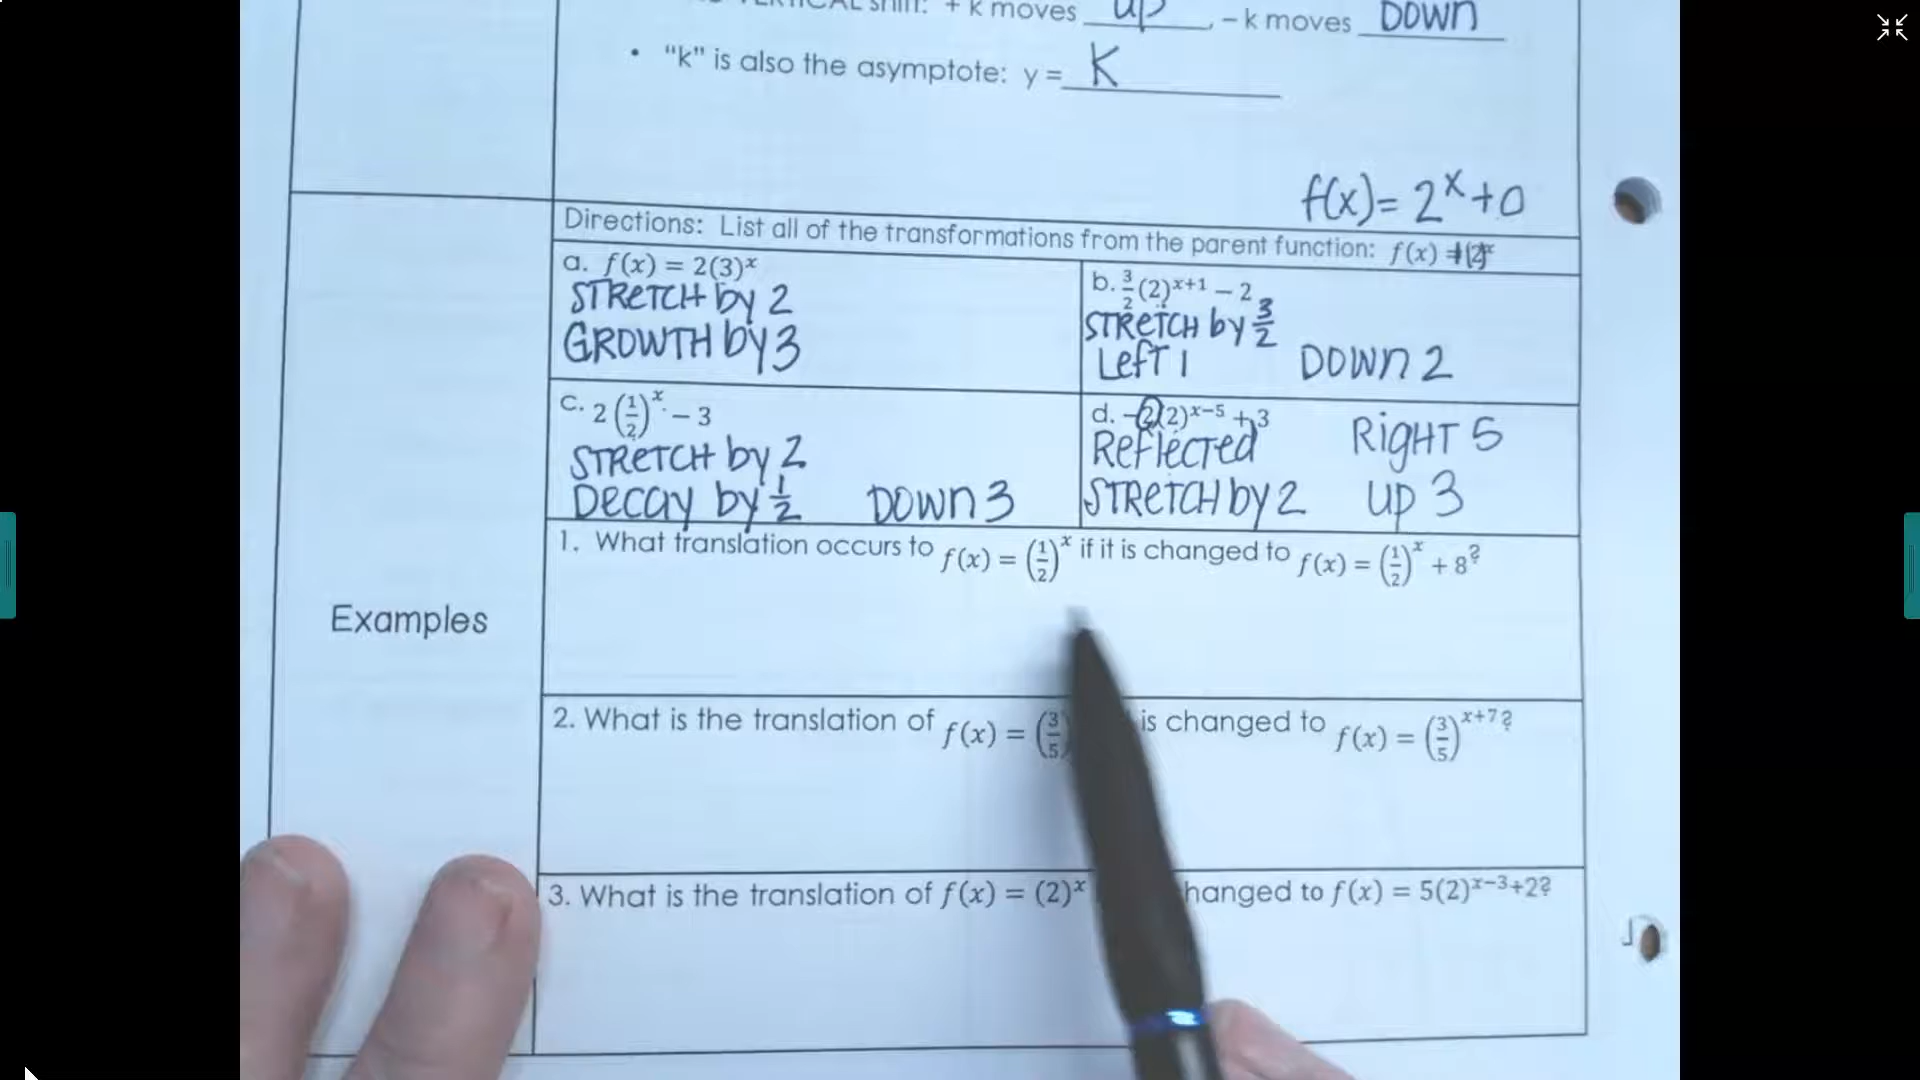 shift: + k moves up, – k moves DOWN
• "k" is also the asymptote: y = K
f(x)= 2^x+0
Directions: List all of the transformations from the parent function: f(x) =
a. f(x) = 2(3)^x
STRETCH by 2
GROWTH by 3
b. 3/2 (2)^x+1 – 2
STRETCH by 3/2
Left 1 DOWN 2
c. 2 (1/2)^x – 3
STRETCH by 2
Decay by 1/2 DOWN 3
d. –2(2)^x–5 + 3
Reflected Right 5
STRETCH by 2 up 3
Examples
1. What translation occurs to f(x) = (1/2)^x if it is changed to f(x) = (1/2)^x + 8?
2. What is the translation of f(x) = (3/5) is changed to f(x) = (3/5)^x+7?
3. What is the translation of f(x) = (2)^x hanged to f(x) = 5(2)^x–3+2?